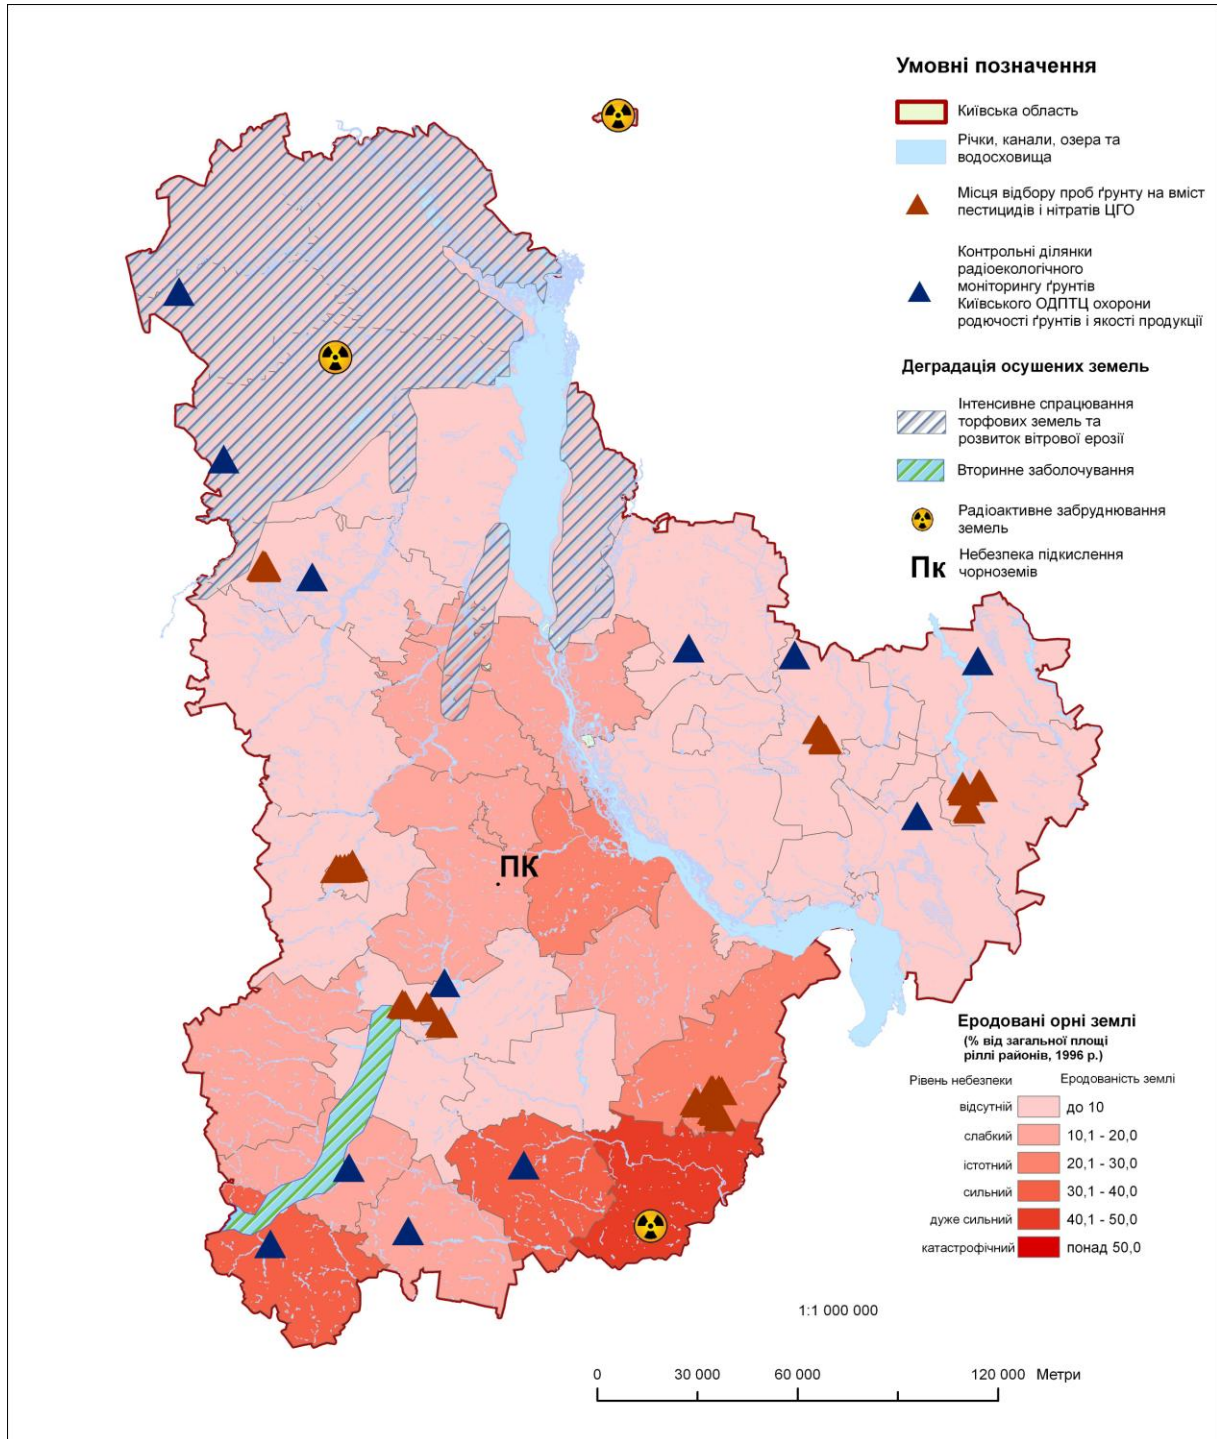 Умовні позначення
Київська область
Річки, канали, озера та
водосховища
Місця відбору проб ґрунту на вміст
пестицидів і нітратів ЦГО
Контрольні ділянки
радіоекологічного
моніторингу ґрунтів
Київського ОДПТЦ охорони
родючості ґрунтів і якості продукції
Деградація осушених земель
Інтенсивне спрацювання
торфових земель та
розвиток вітрової ерозії
Вторинне заболочування
Радіоактивне забруднювання
земель
Пк Небезпека підкислення
чорноземів
ПК
Еродовані орні землі
(% від загальної площі
ріллі районів, 1996 р.)
Рівень небезпеки Еродованість землі
відсутній до 10
слабкий 10,1 - 20,0
істотний 20,1 - 30,0
сильний 30,1 - 40,0
дуже сильний 40,1 - 50,0
катастрофічний понад 50,0
1:1 000 000
0 30 000 60 000 120 000 Метри